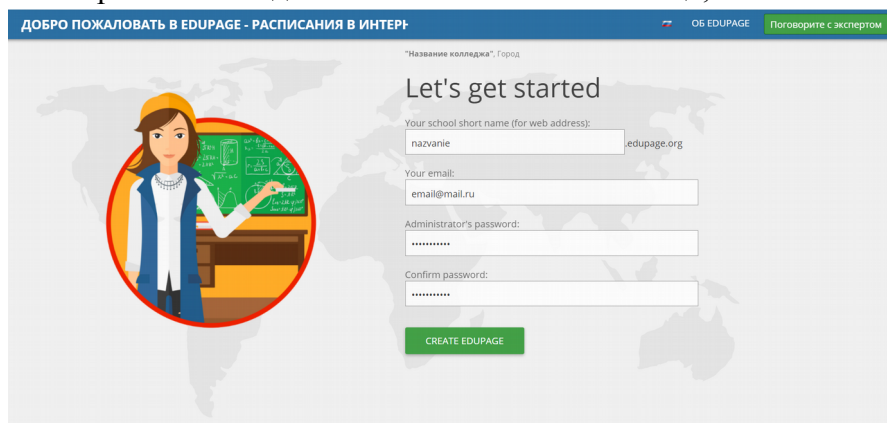 ДОБРО ПОЖАЛОВАТЬ В EDUPAGE - РАСПИСАНИЯ В ИНТЕРН
ОБ EDUPAGE
Поговорите с экспертом
"Название колледжа", Город
Let's get started
Your school short name (for web address):
nazvanie .edupage.org
Your email:
email@mail.ru
Administrator's password:
•••••••••••
Confirm password:
•••••••••••
CREATE EDUPAGE